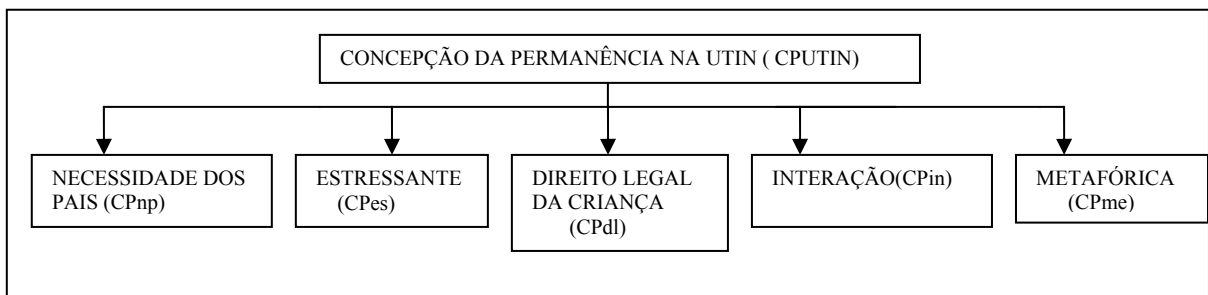 CONCEPÇÃO DA PERMANÊNCIA NA UTIN ( CPUTIN)
NECESSIDADE DOS
PAIS (CPnp)
ESTRESSANTE
(CPes)
DIREITO LEGAL
DA CRIANÇA
(CPdl)
INTERAÇÃO(CPin)
METAFÓRICA
(CPme)